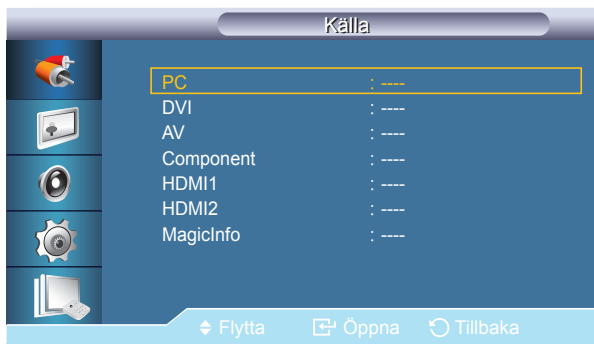 Källa
PC : ----
DVI : ----
AV : ----
Component : ----
HDMI1 : ----
HDMI2 : ----
MagicInfo : ----
Flytta Öppna Tillbaka